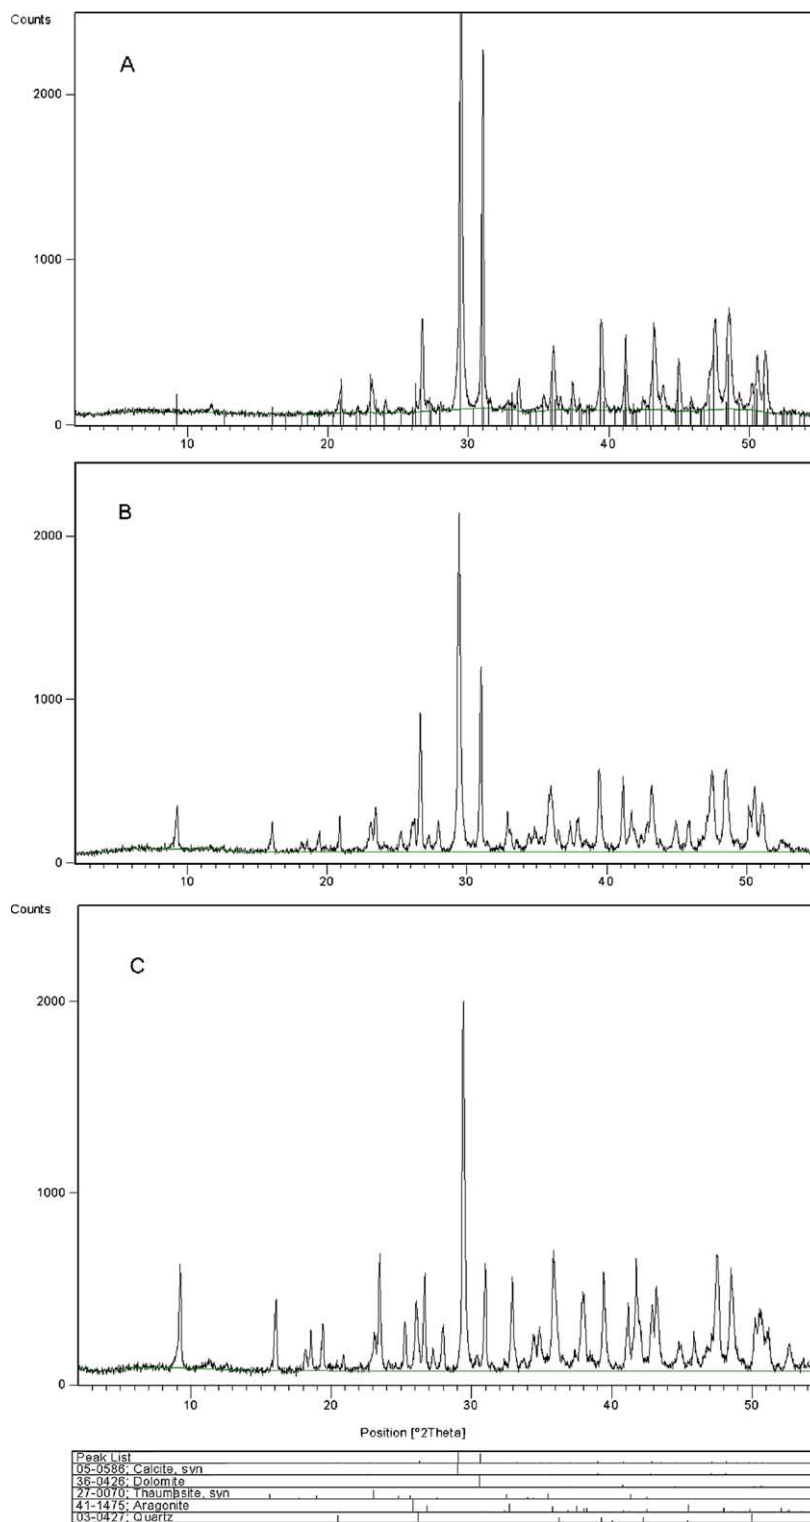 Counts
A
2000
1000
0
10 20 30 40 50
B
2000
1000
0
10 20 30 40 50
Counts
C
2000
1000
0
10 20 30 40 50
Position [°2Theta]
Peak List
05-0586; Calcite, syn
36-0426; Dolomite
27-0070; Thaumasite, syn
41-1475; Aragonite
03-0427; Quartz